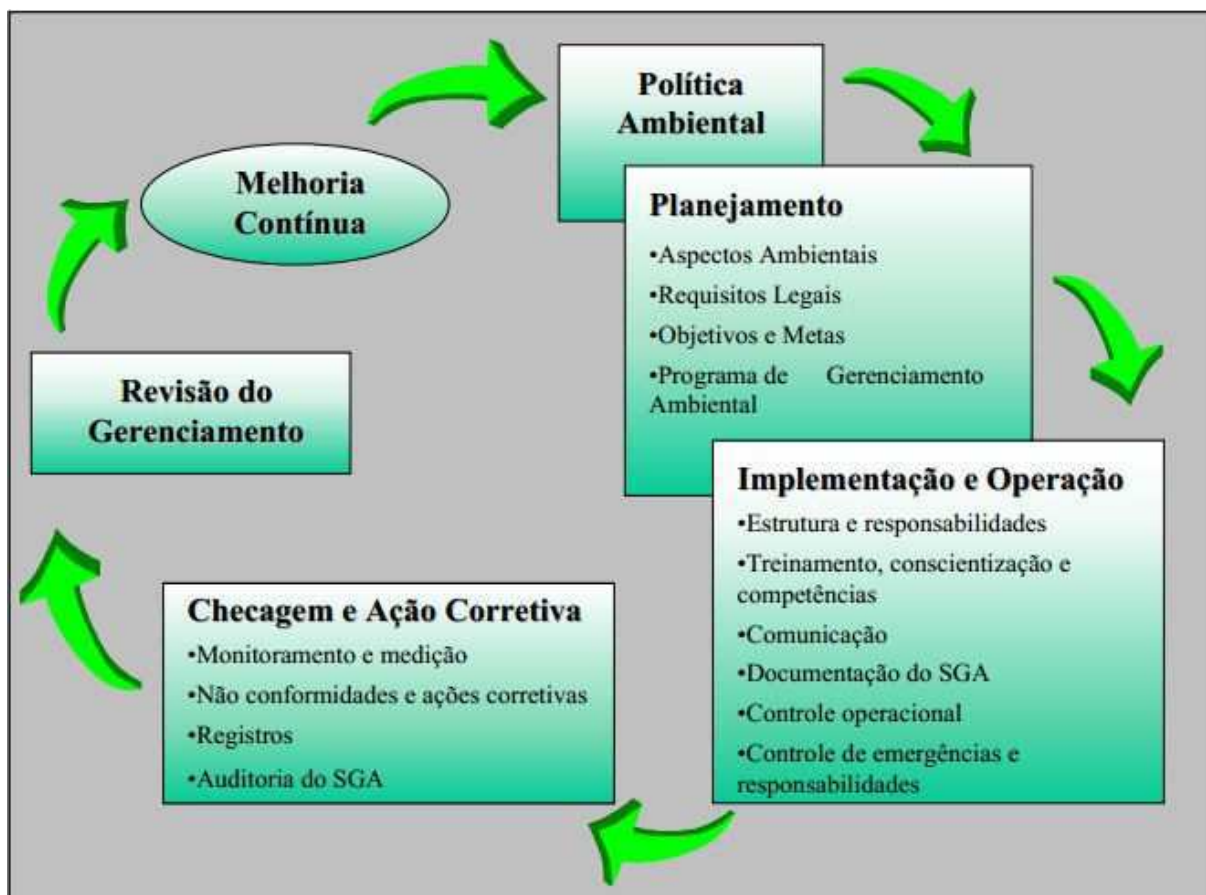 Política
Ambiental
Melhoria
Contínua
Planejamento
•Aspectos Ambientais
•Requisitos Legais
•Objetivos e Metas
•Programa de Gerenciamento
Ambiental
Implementação e Operação
•Estrutura e responsabilidades
•Treinamento, conscientização e
competências
•Comunicação
•Documentação do SGA
•Controle operacional
•Controle de emergências e
responsabilidades
Checagem e Ação Corretiva
•Monitoramento e medição
•Não conformidades e ações corretivas
•Registros
•Auditoria do SGA
Revisão do
Gerenciamento